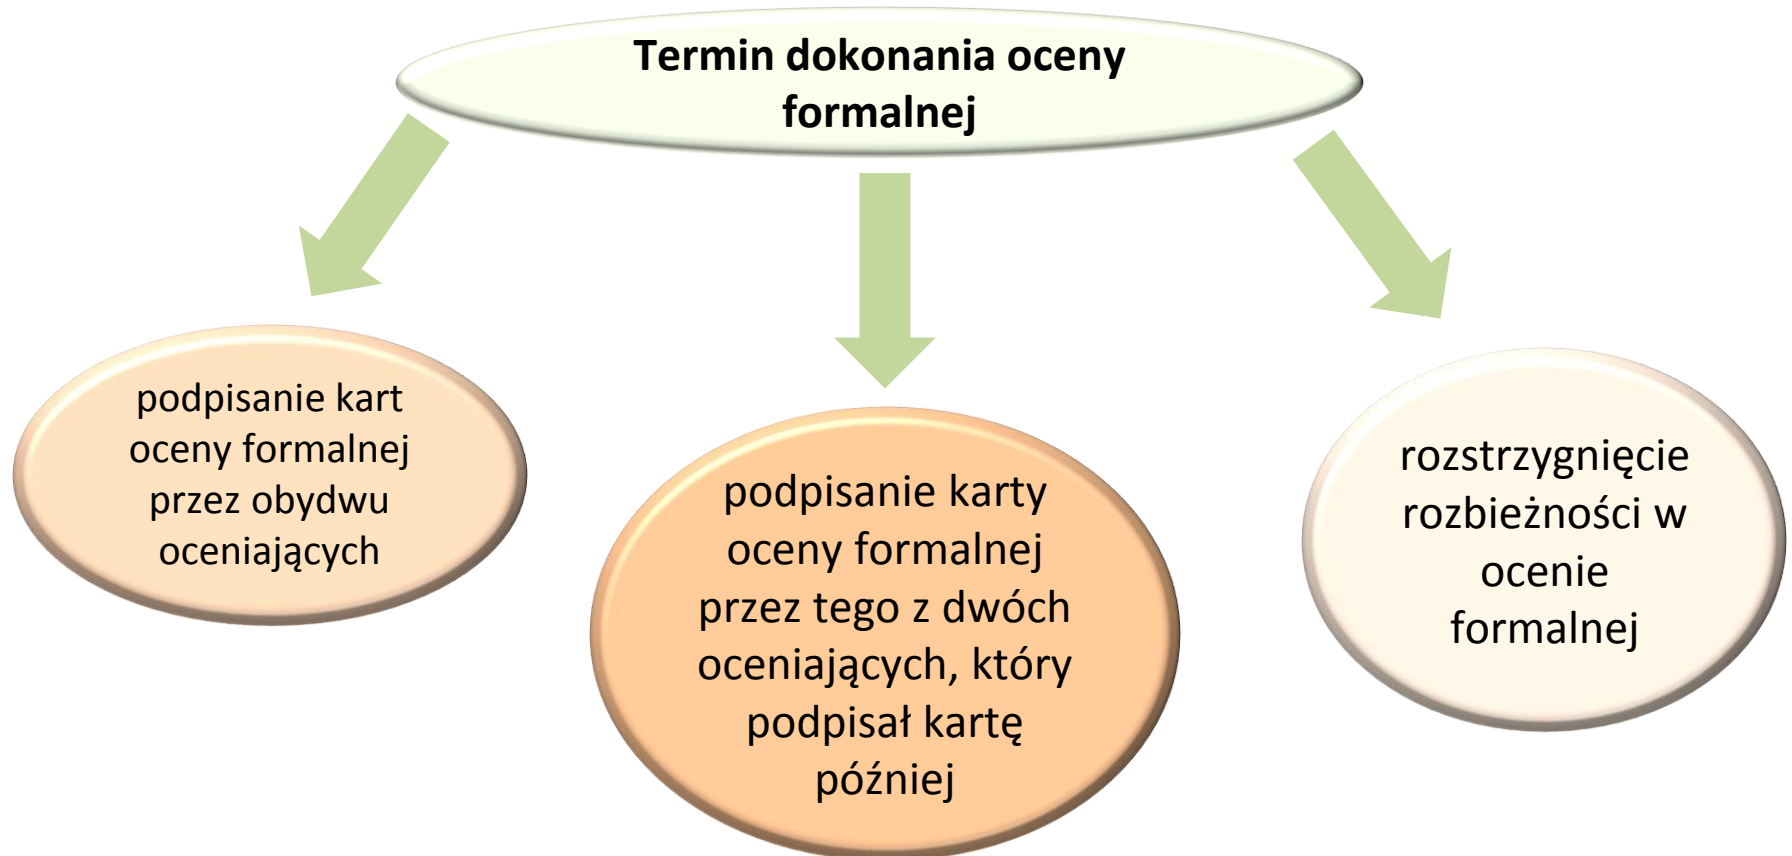 Termin dokonania oceny
formalnej
podpisanie kart
oceny formalnej
przez obydwu
oceniających
podpisanie karty
oceny formalnej
przez tego z dwóch
oceniających, który
podpisał kartę
później
rozstrzygnięcie
rozbieżności w
ocenie
formalnej